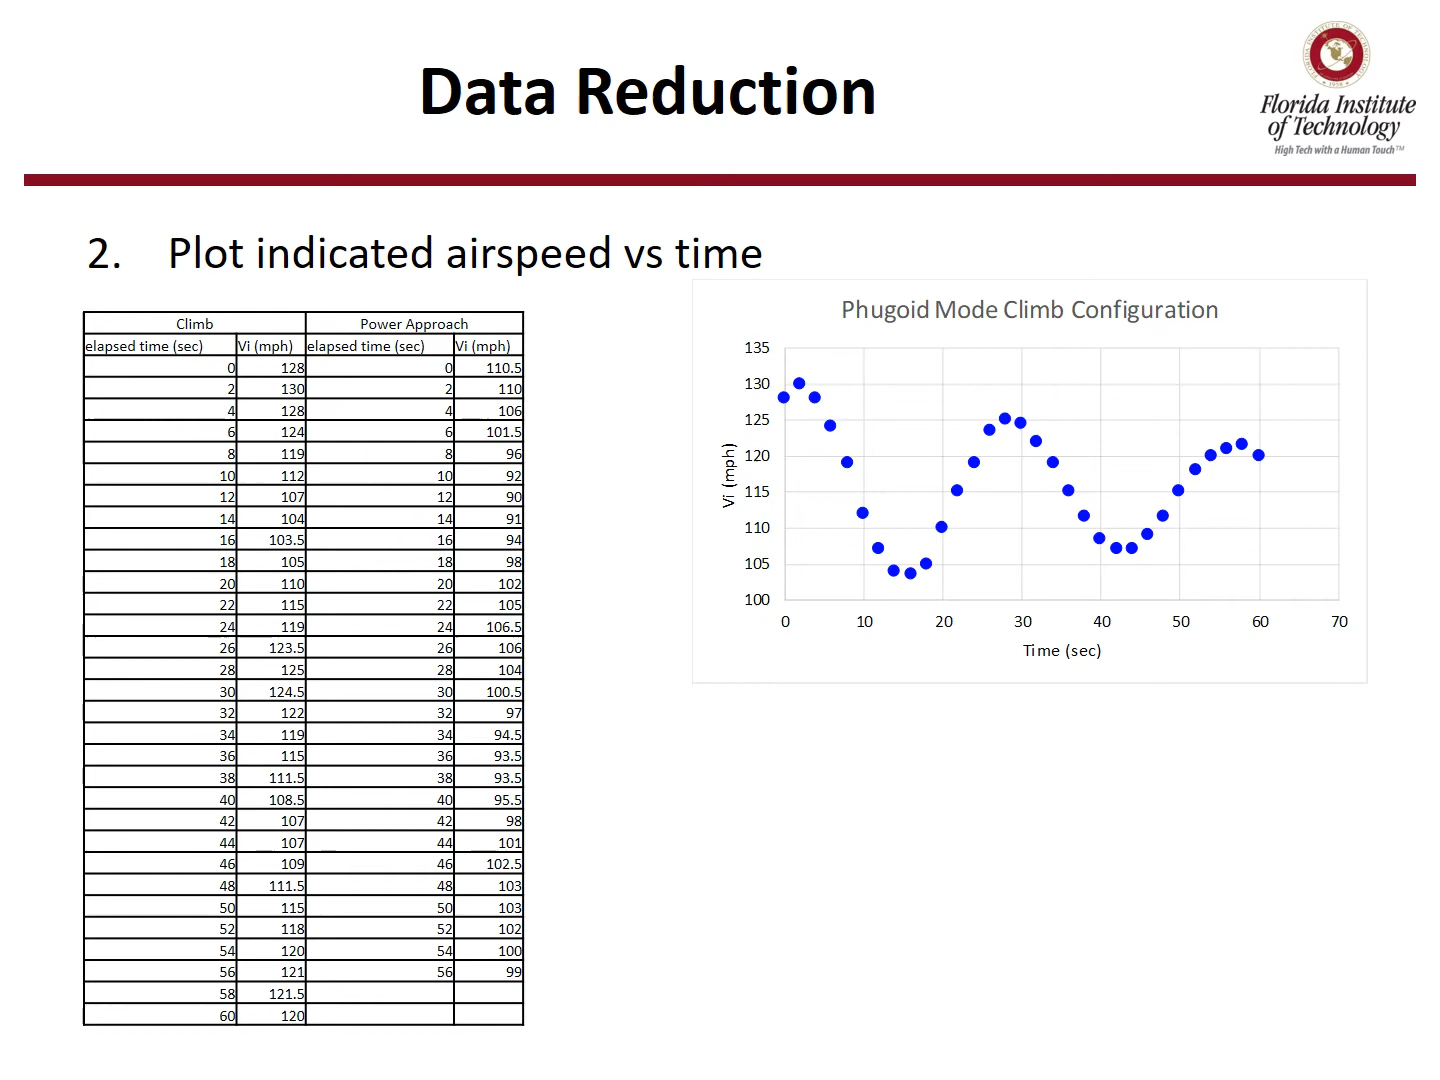 Data Reduction
Florida Institute
of Technology
High Tech with a Human Touch™
2. Plot indicated airspeed vs time
Climb Power Approach
elapsed time (sec) Vi (mph) elapsed time (sec) Vi (mph)
0 128 0 110.5
2 130 2 110
4 128 4 106
6 124 6 101.5
8 119 8 96
10 112 10 92
12 107 12 90
14 104 14 91
16 103.5 16 94
18 105 18 98
20 110 20 102
22 115 22 105
24 119 24 106.5
26 123.5 26 106
28 125 28 104
30 124.5 30 100.5
32 122 32 97
34 119 34 94.5
36 115 36 93.5
38 111.5 38 93.5
40 108.5 40 95.5
42 107 42 98
44 107 44 101
46 109 46 102.5
48 111.5 48 103
50 115 50 103
52 118 52 102
54 120 54 100
56 121 56 99
58 121.5
60 120
Phugoid Mode Climb Configuration
135
130
125
120
115
110
105
100
Vi (mph)
0 10 20 30 40 50 60 70
Time (sec)